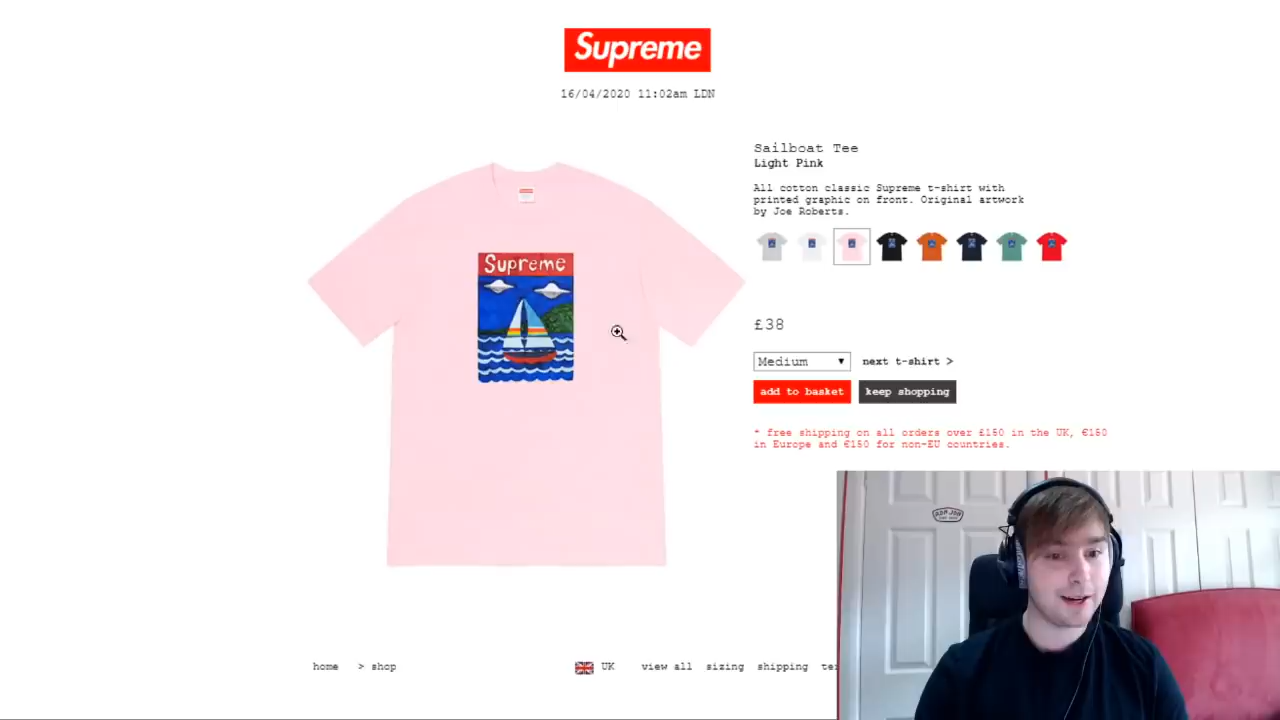 Supreme
16/04/2020 11:02am LDN
Sailboat Tee
Light Pink
All cotton classic Supreme t-shirt with
printed graphic on front. Original artwork
by Joe Roberts.
Supreme
£38
Medium
next t-shirt >
add to basket
keep shopping
* free shipping on all orders over £150 in the UK, €150
in Europe and €150 for non-EU countries.
RON JON
home > shop
UK view all sizing shipping te